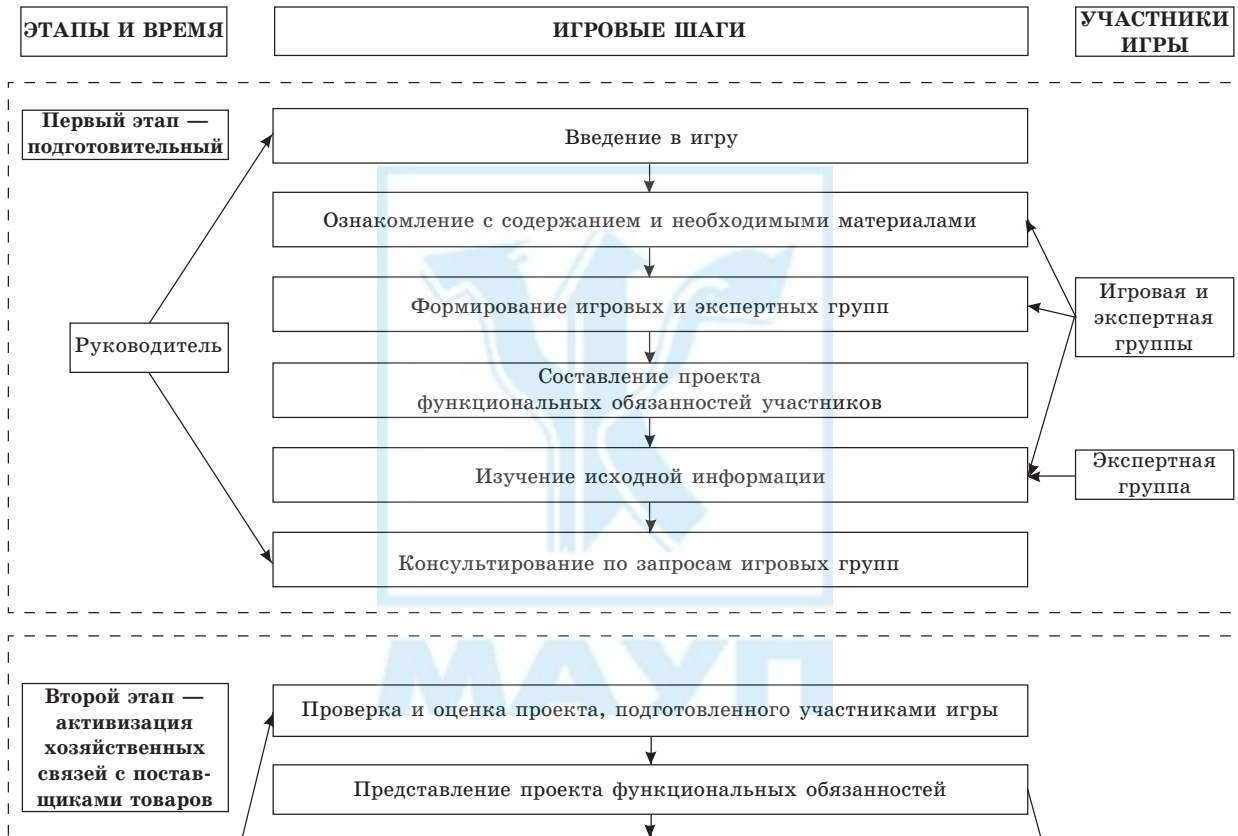 ЭТАПЫ И ВРЕМЯ
ИГРОВЫЕ ШАГИ
УЧАСТНИКИ
ИГРЫ
Первый этап —
подготовительный
Введение в игру
Ознакомление с содержанием и необходимыми материалами
Формирование игровых и экспертных групп
Игровая и
экспертная
группы
Руководитель
Составление проекта
функциональных обязанностей участников
Изучение исходной информации
Экспертная
группа
Консультирование по запросам игровых групп
МАУП
Второй этап —
активизация
хозяйственных
связей с постав-
щиками товаров
Проверка и оценка проекта, подготовленного участниками игры
Представление проекта функциональных обязанностей